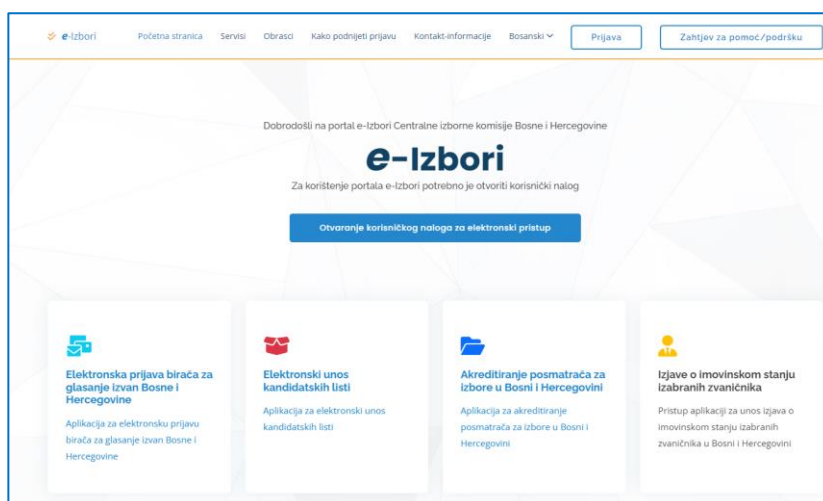 e-Izbori
Početna stranica
Servisi
Obrasci
Kako podnijeti prijavu
Kontakt-informacije
Bosanski
Prijava
Zahtjev za pomoć/podršku
Dobrodošli na portal e-Izbori Centralne izborne komisije Bosne i Hercegovine
e-Izbori
Za korištenje portala e-Izbori potrebno je otvoriti korisnički nalog
Otvaranje korisničkog naloga za elektronski pristup
Elektronska prijava birača za
glasanje izvan Bosne i
Hercegovine
Aplikacija za elektronsku prijavu
birača za glasanje izvan Bosne i
Hercegovine
Elektronski unos
kandidatskih listi
Aplikacija za elektronski unos
kandidatskih listi
Akreditiranje posmatrača za
izbore u Bosni i Hercegovini
Aplikacija za akreditiranje
posmatrača za izbore u Bosni i
Hercegovini
Izjave o imovinskom stanju
izabranih zvaničnika
Pristup aplikaciji za unos izjava o
imovinskom stanju izabranih
zvaničnika u Bosni i Hercegovini